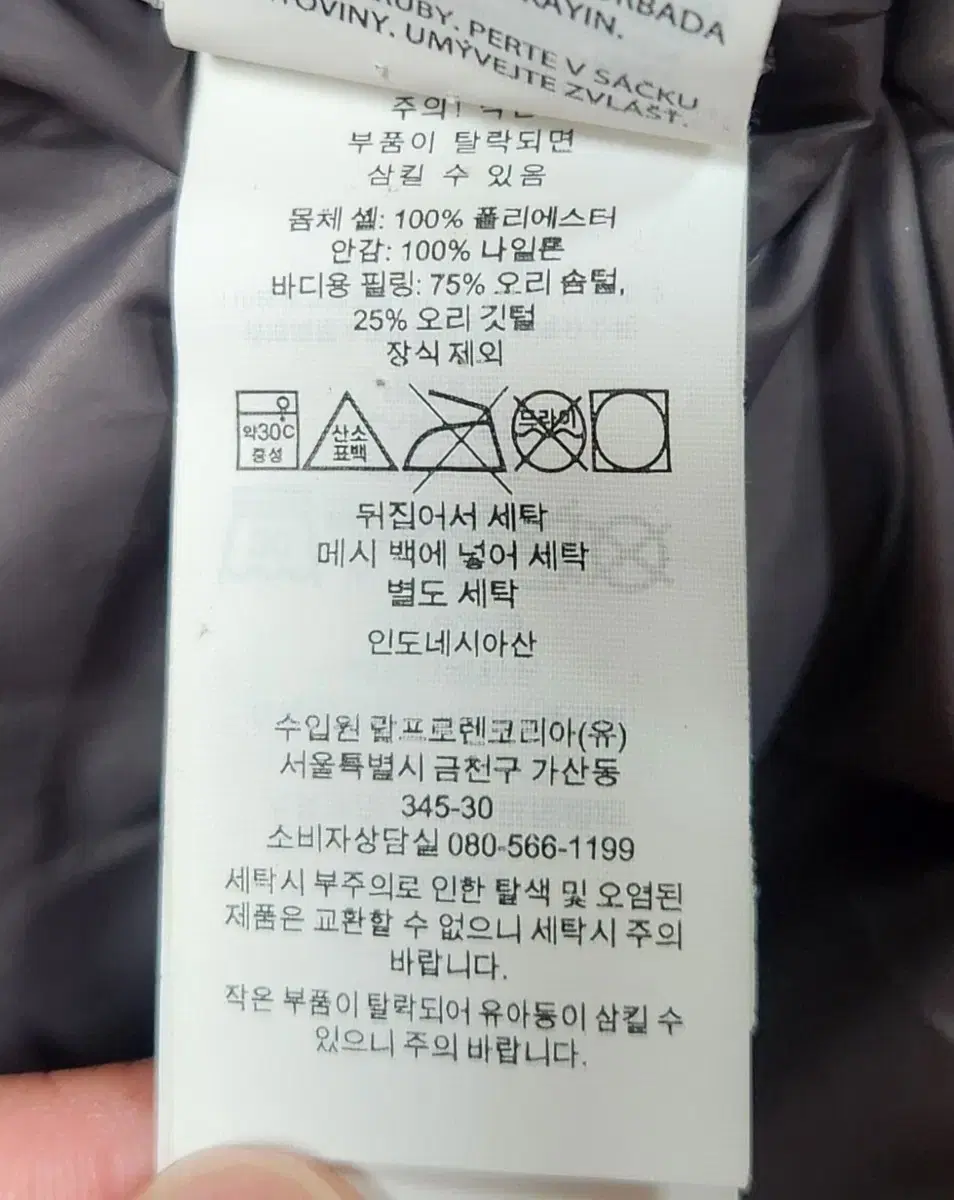 ORBADA
KAYIN.
RUBY. PERTE V SÁČKU
TOVINY. UMÝVEJTE ZVLÁŠŤ.
주의!
부품이 탈락되면
삼킬 수 있음
몸체 셸: 100% 폴리에스터
안감: 100% 나일론
바디용 필링: 75% 오리 솜털,
25% 오리 깃털
장식 제외
약30C
중성
산소
표백
드라이
뒤집어서 세탁
메시 백에 넣어 세탁
별도 세탁
인도네시아산
수입원 랄프로렌코리아(유)
서울특별시 금천구 가산동
345-30
소비자상담실 080-566-1199
세탁시 부주의로 인한 탈색 및 오염된
제품은 교환할 수 없으니 세탁시 주의
바랍니다.
작은 부품이 탈락되어 유아동이 삼킬 수
있으니 주의 바랍니다.